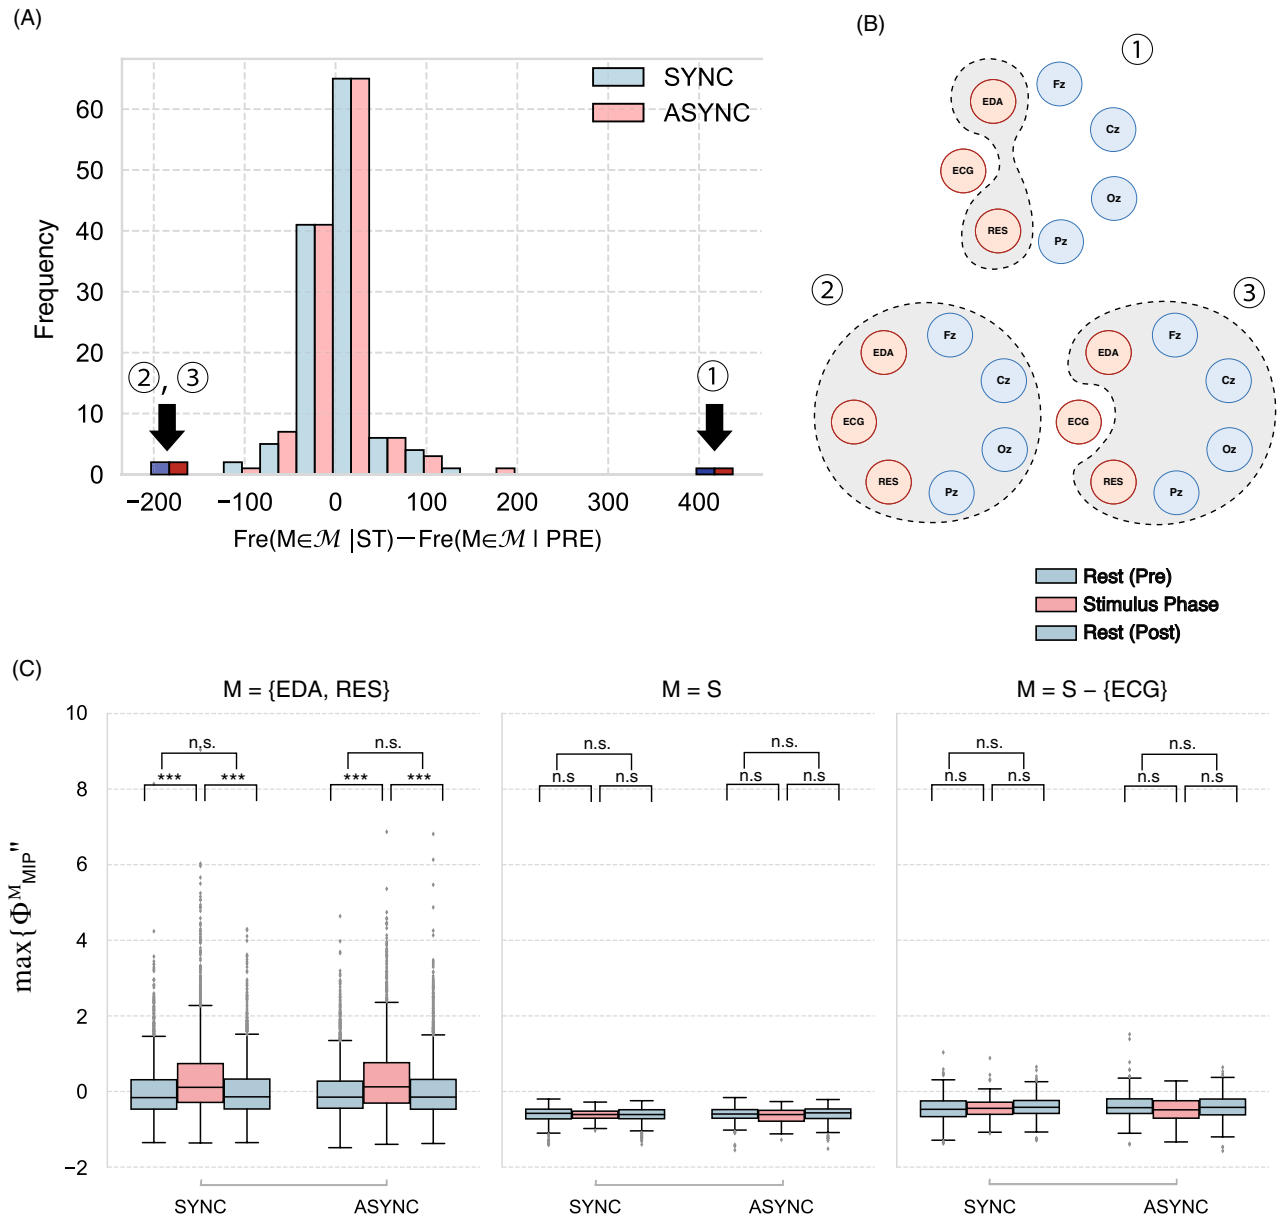 (A)
SYNC
ASYNC
Frequency
60
50
40
30
20
10
0
②, ③
①
−200
−100
0
100
200
300
400
Fre(M∈ℳ |ST)−Fre(M∈ℳ | PRE)
(B)
①
EDA
Fz
Cz
ECG
Oz
RES
Pz
②
EDA
Fz
Cz
ECG
Oz
RES
Pz
③
EDA
Fz
Cz
ECG
Oz
RES
Pz
Rest (Pre)
Stimulus Phase
Rest (Post)
(C)
max{Φ^M_MIP"
10
8
6
4
2
0
−2
M = {EDA, RES}
n.s.
*** ***
n.s.
*** ***
SYNC
ASYNC
M = S
n.s.
n.s n.s
n.s.
n.s n.s
SYNC
ASYNC
M = S − {ECG}
n.s.
n.s n.s
n.s.
n.s n.s
SYNC
ASYNC